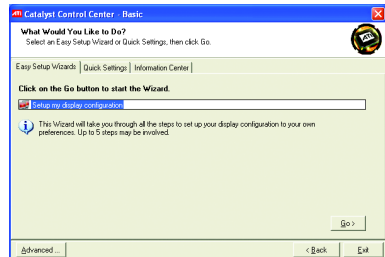 ATI Catalyst Control Center - Basic
What Would You Like to Do?
Select an Easy Setup Wizard or Quick Settings, then click Go.
ATI
Easy Setup Wizards
Quick Settings
Information Center
Click on the Go button to start the Wizard.
Setup my display configuration
This Wizard will take you through all the steps to set up your display configuration to your own
preferences. Up to 5 steps may be involved.
Go >
Advanced ...
< Back
Exit